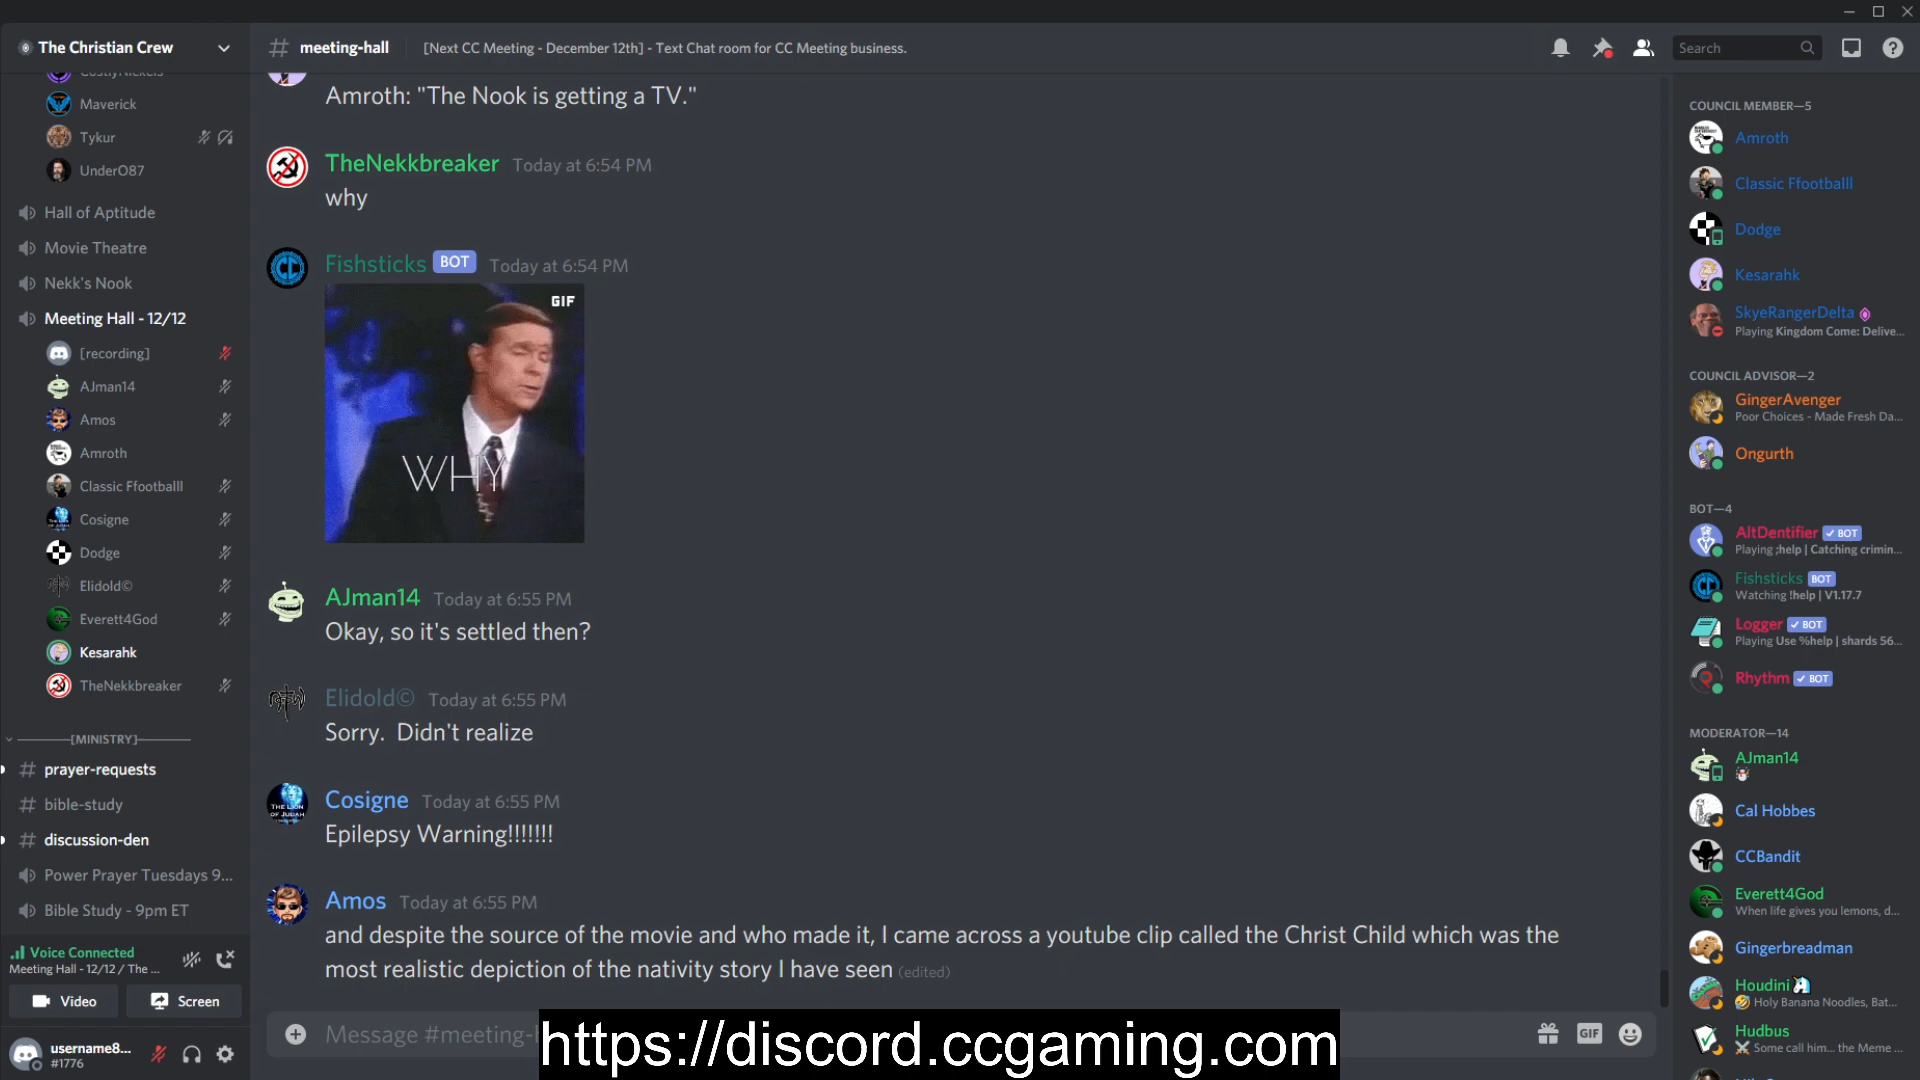 The Christian Crew
meeting-hall
[Next CC Meeting - December 12th] - Text Chat room for CC Meeting business.
Search
CostlyNickels
Maverick
Tykur
UnderO87
Hall of Aptitude
Movie Theatre
Nekk's Nook
Meeting Hall - 12/12
[recording]
AJman14
Amos
Amroth
Classic Ffootballl
Cosigne
Dodge
Elidold©
Everett4God
Kesarahk
TheNekkbreaker
[MINISTRY]
prayer-requests
bible-study
discussion-den
Power Prayer Tuesdays 9...
Bible Study - 9pm ET
Voice Connected
Meeting Hall - 12/12 / The ...
Video
Screen
username8...
#1776
Amroth: "The Nook is getting a TV."
TheNekkbreaker Today at 6:54 PM
why
Fishsticks BOT Today at 6:54 PM
GIF
WHY
AJman14 Today at 6:55 PM
Okay, so it's settled then?
Elidold© Today at 6:55 PM
Sorry. Didn't realize
Cosigne Today at 6:55 PM
Epilepsy Warning!!!!!!!
Amos Today at 6:55 PM
and despite the source of the movie and who made it, I came across a youtube clip called the Christ Child which was the
most realistic depiction of the nativity story I have seen (edited)
Message #meeting-
GIF
https://discord.ccgaming.com
COUNCIL MEMBER—5
Amroth
Classic Ffootballl
Dodge
Kesarahk
SkyeRangerDelta
Playing Kingdom Come: Delive...
COUNCIL ADVISOR—2
GingerAvenger
Poor Choices - Made Fresh Da...
Ongurth
BOT—4
AltDentifier BOT
Playing ;help | Catching crimin...
Fishsticks BOT
Watching !help | V1.17.7
Logger BOT
Playing Use %help | shards 56...
Rhythm BOT
MODERATOR—14
AJman14
Cal Hobbes
CCBandit
Everett4God
When life gives you lemons, d...
Gingerbreadman
Houdini
Holy Banana Noodles, Bat...
Hudbus
Some call him... the Meme ...